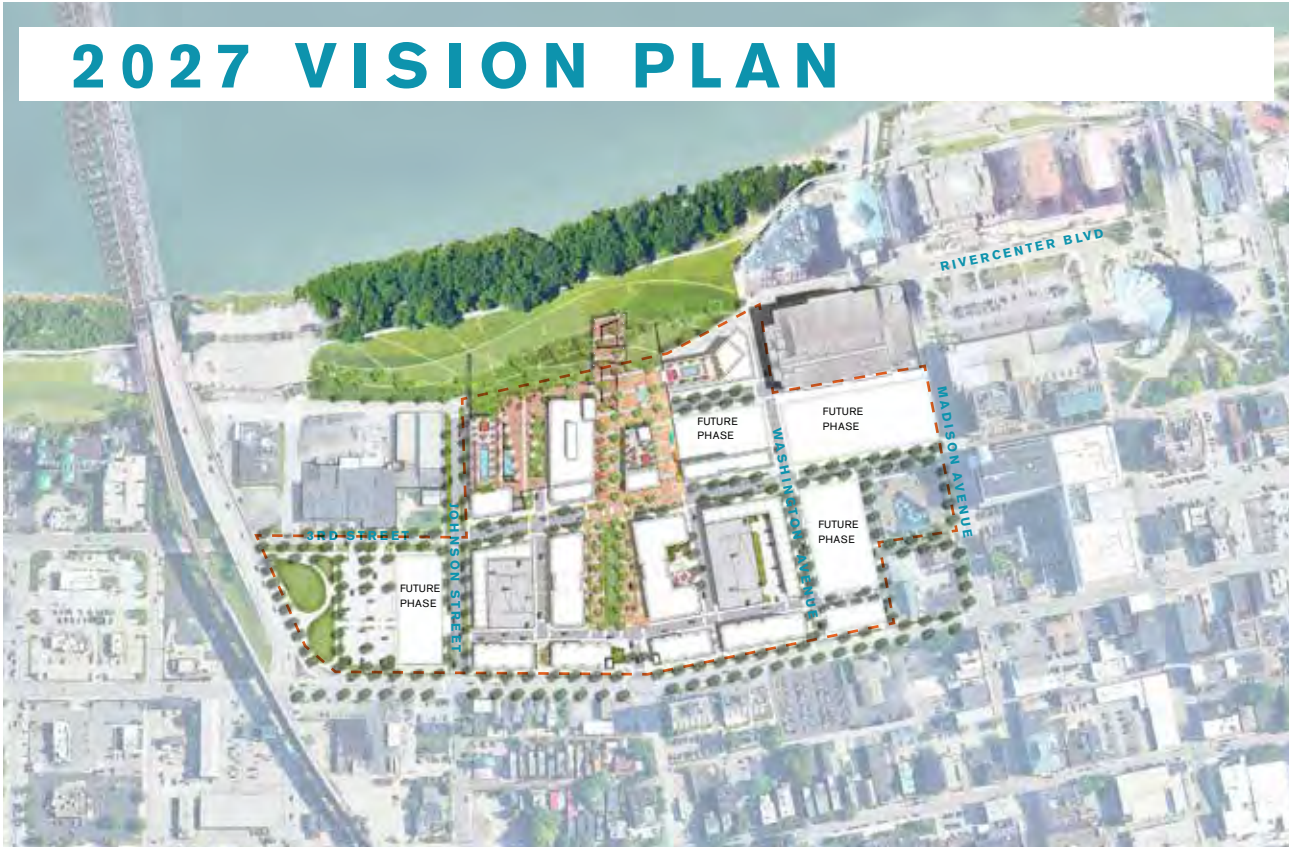 2027 VISION PLAN
RIVERCENTER BLVD
MADISON AVENUE
FUTURE
PHASE
FUTURE
PHASE
WASHINGTON AVENUE
3RD STREET
JOHNSON STREET
FUTURE
PHASE
FUTURE
PHASE